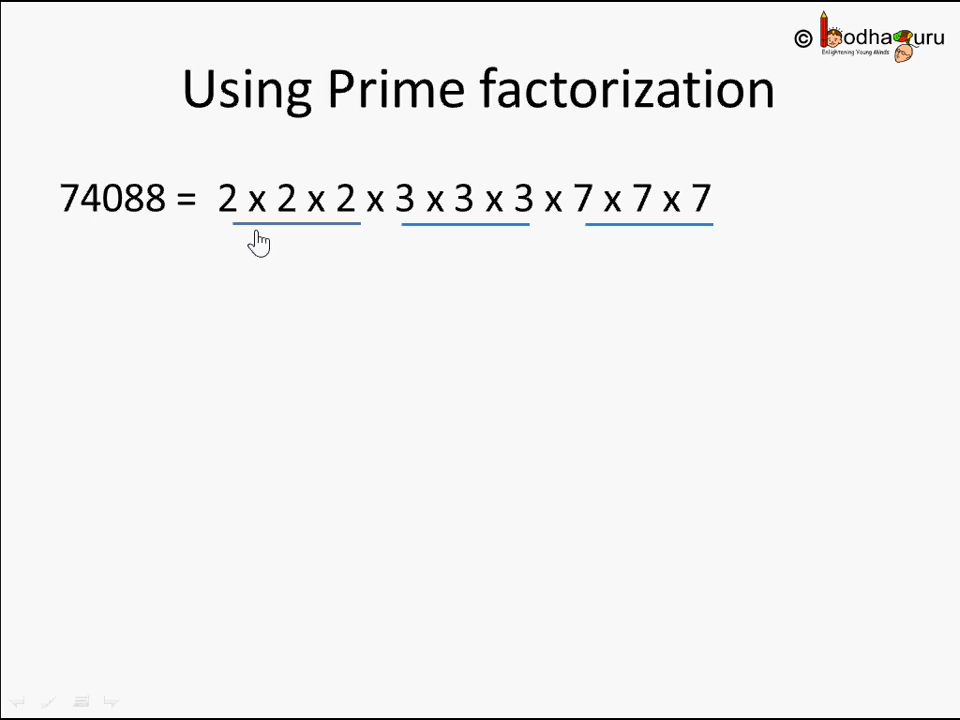 © BodhaGuru
Enlightening Young Minds
Using Prime factorization
74088 = 2 x 2 x 2 x 3 x 3 x 3 x 7 x 7 x 7